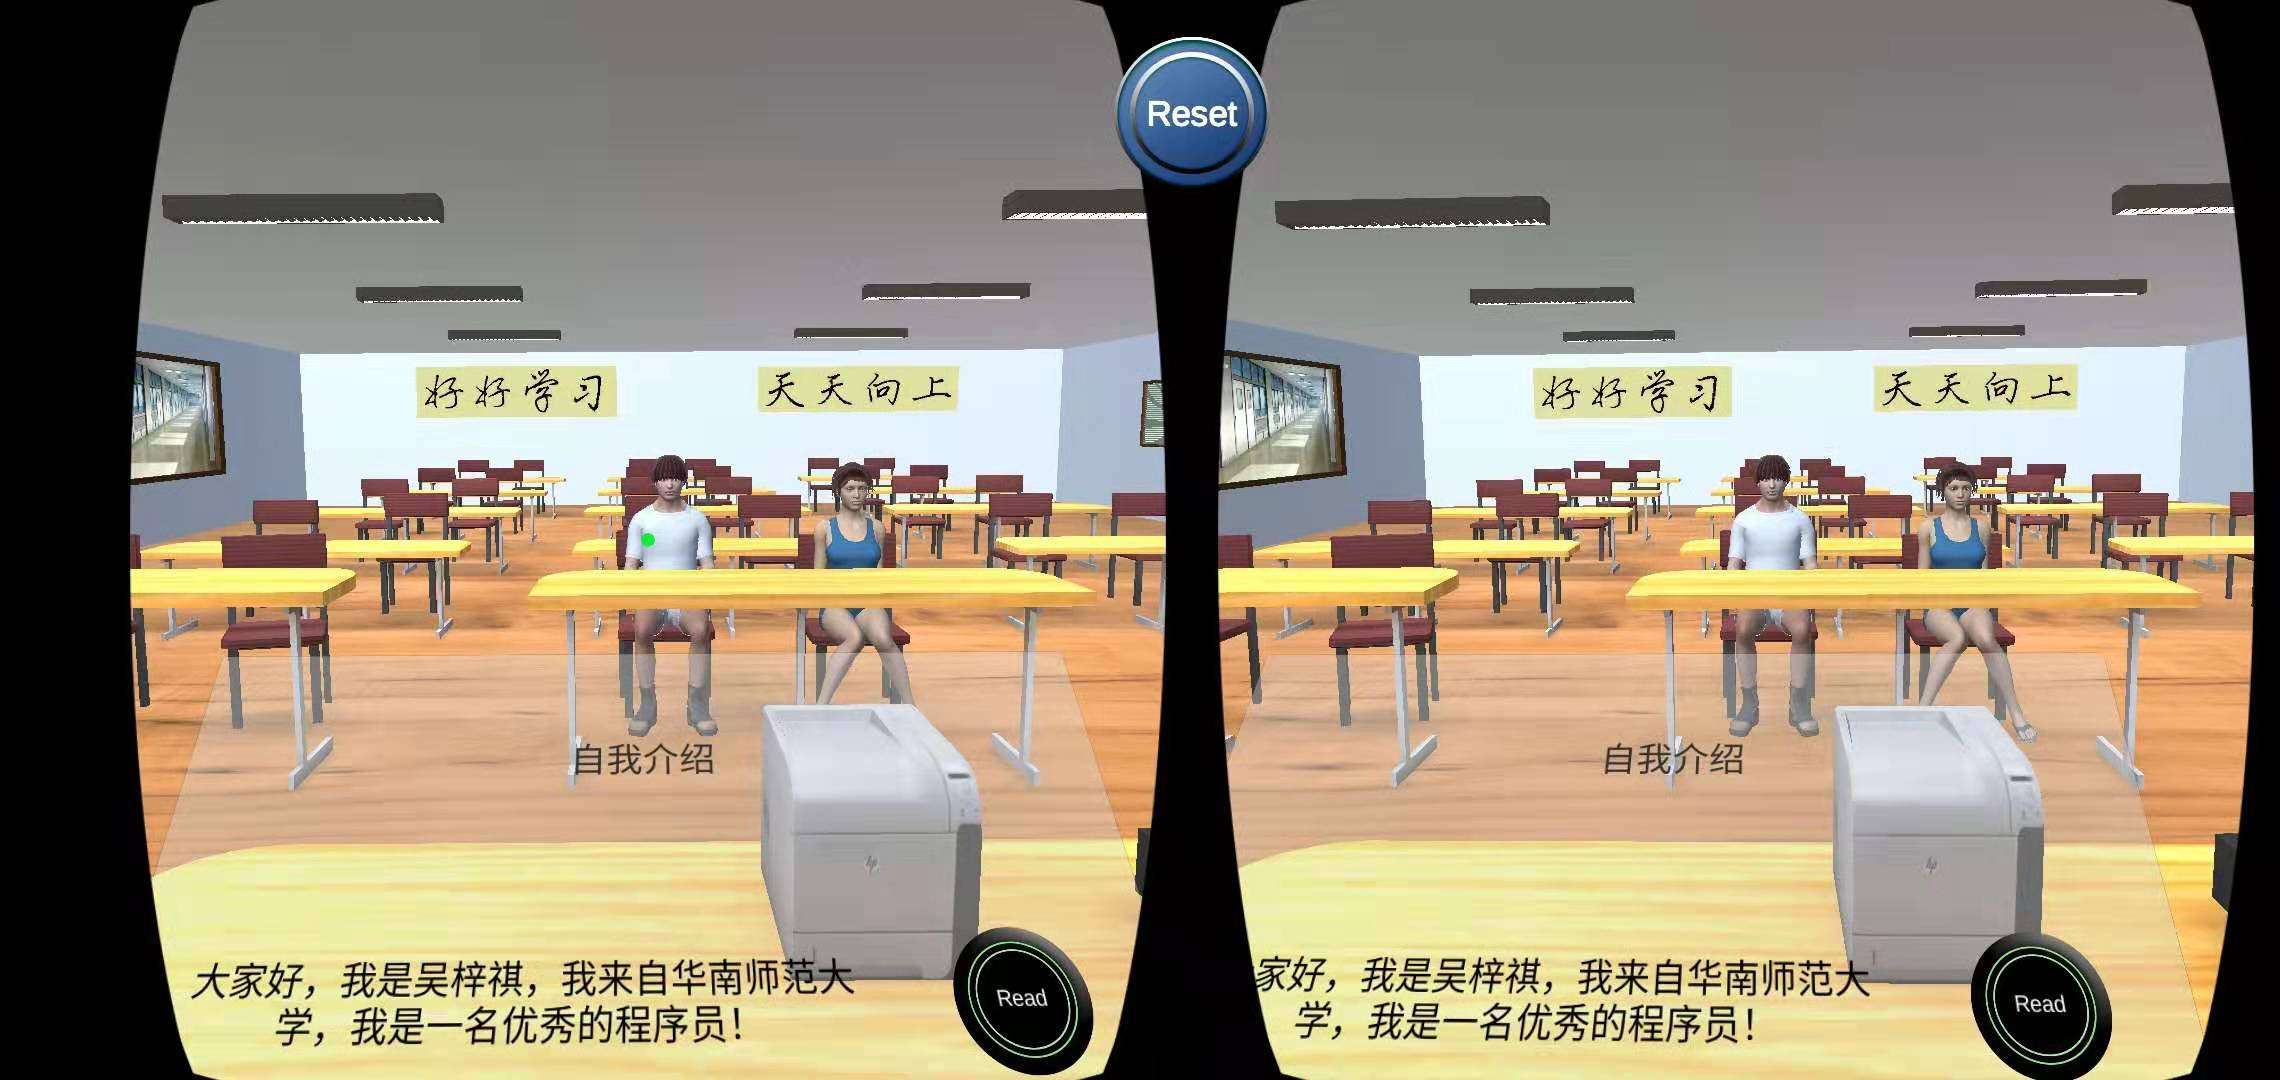 Reset
好好学习 天天向上
好好学习 天天向上
自我介绍
自我介绍
大家好，我是吴梓祺，我来自华南师范大
学，我是一名优秀的程序员！
Read
家好，我是吴梓祺，我来自华南师范大
学，我是一名优秀的程序员！
Read
hp
hp